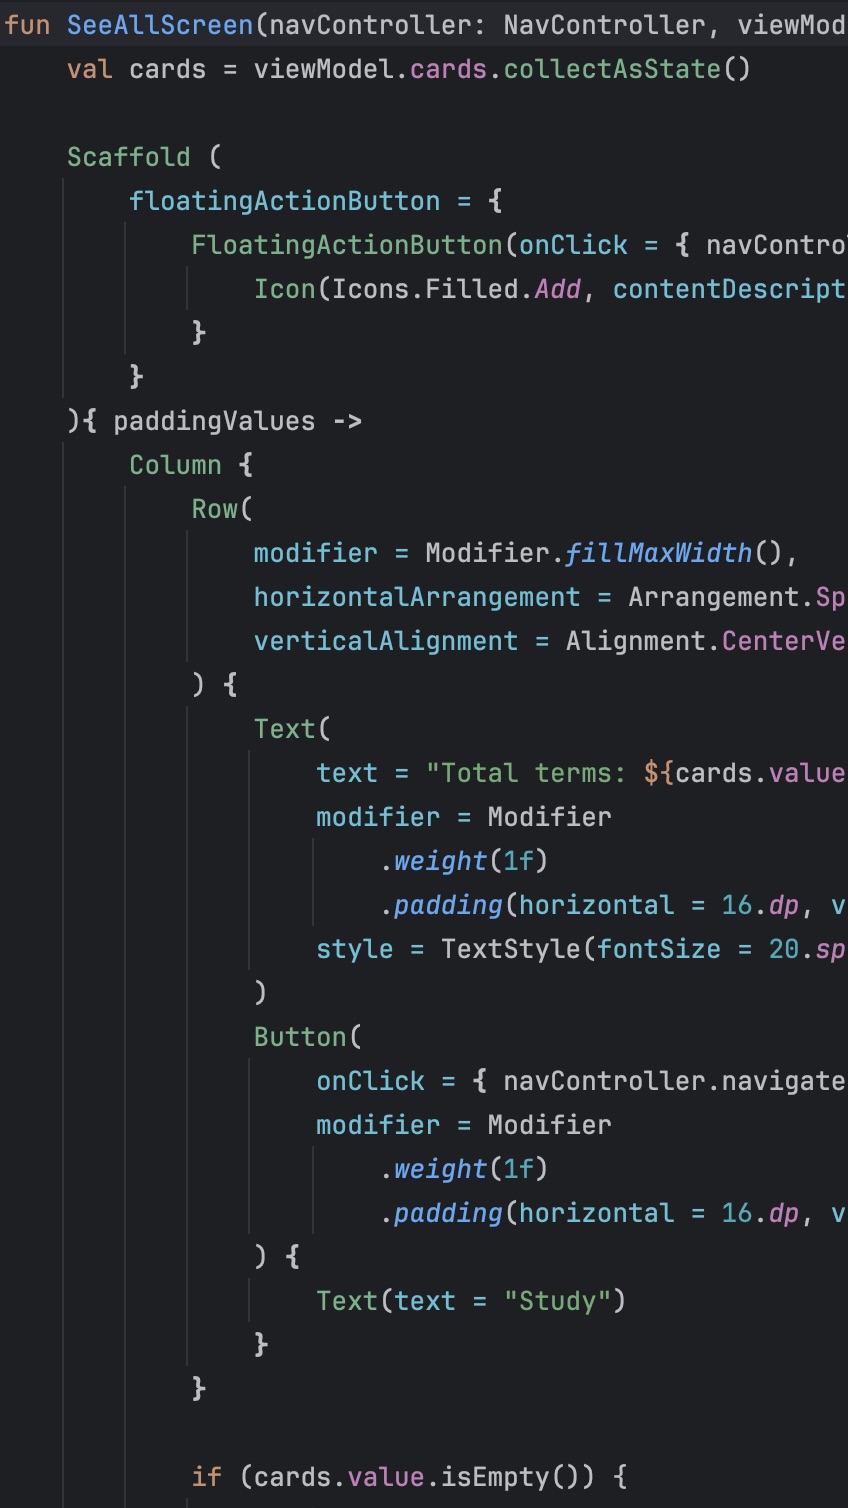 fun SeeAllScreen(navController: NavController, viewMod
val cards = viewModel.cards.collectAsState()
Scaffold (
floatingActionButton = {
FloatingActionButton(onClick = { navContro
Icon(Icons.Filled.Add, contentDescript
}
}
){ paddingValues ->
Column {
Row(
modifier = Modifier.fillMaxWidth(),
horizontalArrangement = Arrangement.Sp
verticalAlignment = Alignment.CenterVe
) {
Text(
text = "Total terms: ${cards.value
modifier = Modifier
.weight(1f)
.padding(horizontal = 16.dp, v
style = TextStyle(fontSize = 20.sp
)
Button(
onClick = { navController.navigate
modifier = Modifier
.weight(1f)
.padding(horizontal = 16.dp, v
) {
Text(text = "Study")
}
}
if (cards.value.isEmpty()) {